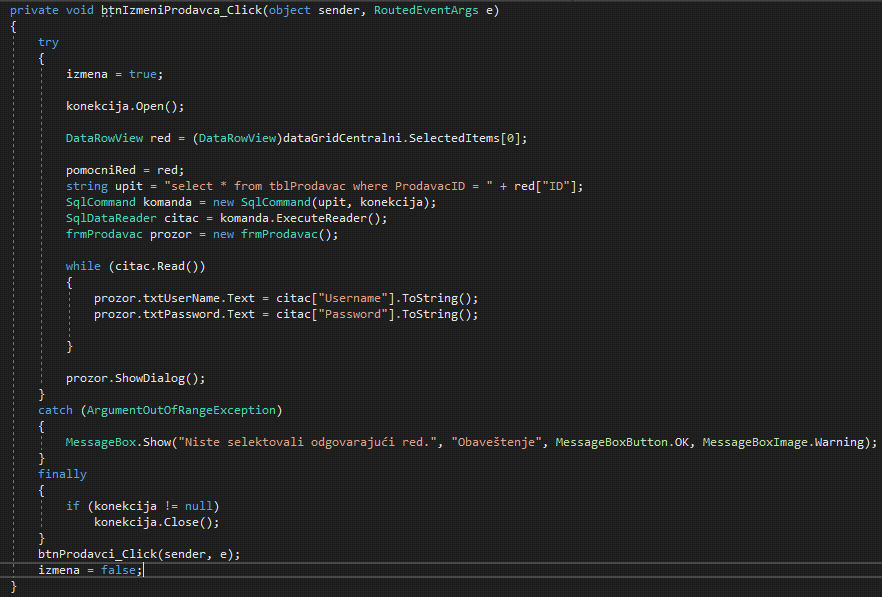 private void btnIzmeniProdavca_Click(object sender, RoutedEventArgs e)
{
try
{
izmena = true;
konekcija.Open();
DataRowView red = (DataRowView)dataGridCentralni.SelectedItems[0];
pomocniRed = red;
string upit = "select * from tblProdavac where ProdavacID = " + red["ID"];
SqlCommand komanda = new SqlCommand(upit, konekcija);
SqlDataReader citac = komanda.ExecuteReader();
frmProdavac prozor = new frmProdavac();
while (citac.Read())
{
prozor.txtUserName.Text = citac["Username"].ToString();
prozor.txtPassword.Text = citac["Password"].ToString();
}
prozor.ShowDialog();
}
catch (ArgumentOutOfRangeException)
{
MessageBox.Show("Niste selektovali odgovarajući red.", "Obaveštenje", MessageBoxButton.OK, MessageBoxImage.Warning);
}
finally
{
if (konekcija != null)
konekcija.Close();
}
btnProdavci_Click(sender, e);
izmena = false;
}